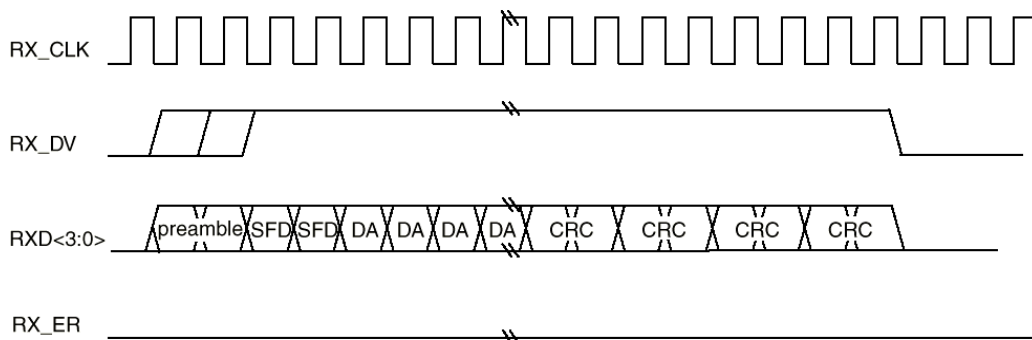 RX_CLK
RX_DV
RXD<3:0> preamble SFD SFD DA DA DA DA CRC CRC CRC CRC
RX_ER